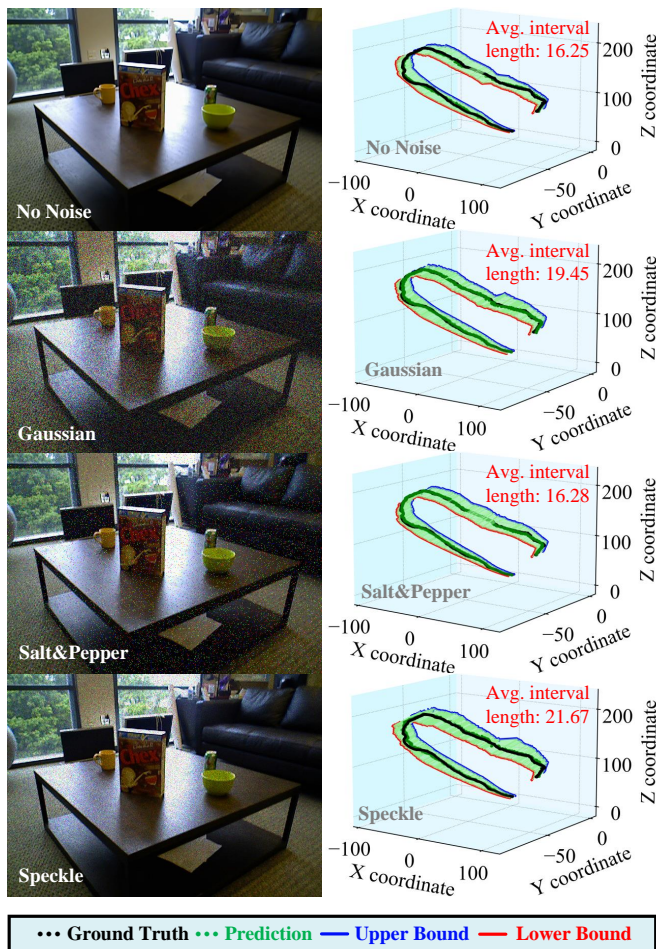 No Noise
Avg. interval
length: 16.25
No Noise
200
100
0
Z coordinate
−100
0
100
X coordinate
−50
0
Y coordinate
Chex
Gaussian
Avg. interval
length: 19.45
Gaussian
200
100
0
Z coordinate
−100
0
100
X coordinate
−50
0
Y coordinate
Chex
Salt&Pepper
Avg. interval
length: 16.28
Salt&Pepper
200
100
0
Z coordinate
−100
0
100
X coordinate
−50
0
Y coordinate
Chex
Speckle
Avg. interval
length: 21.67
Speckle
200
100
0
Z coordinate
−100
0
100
X coordinate
−50
0
Y coordinate
Chex
Ground Truth Prediction Upper Bound Lower Bound